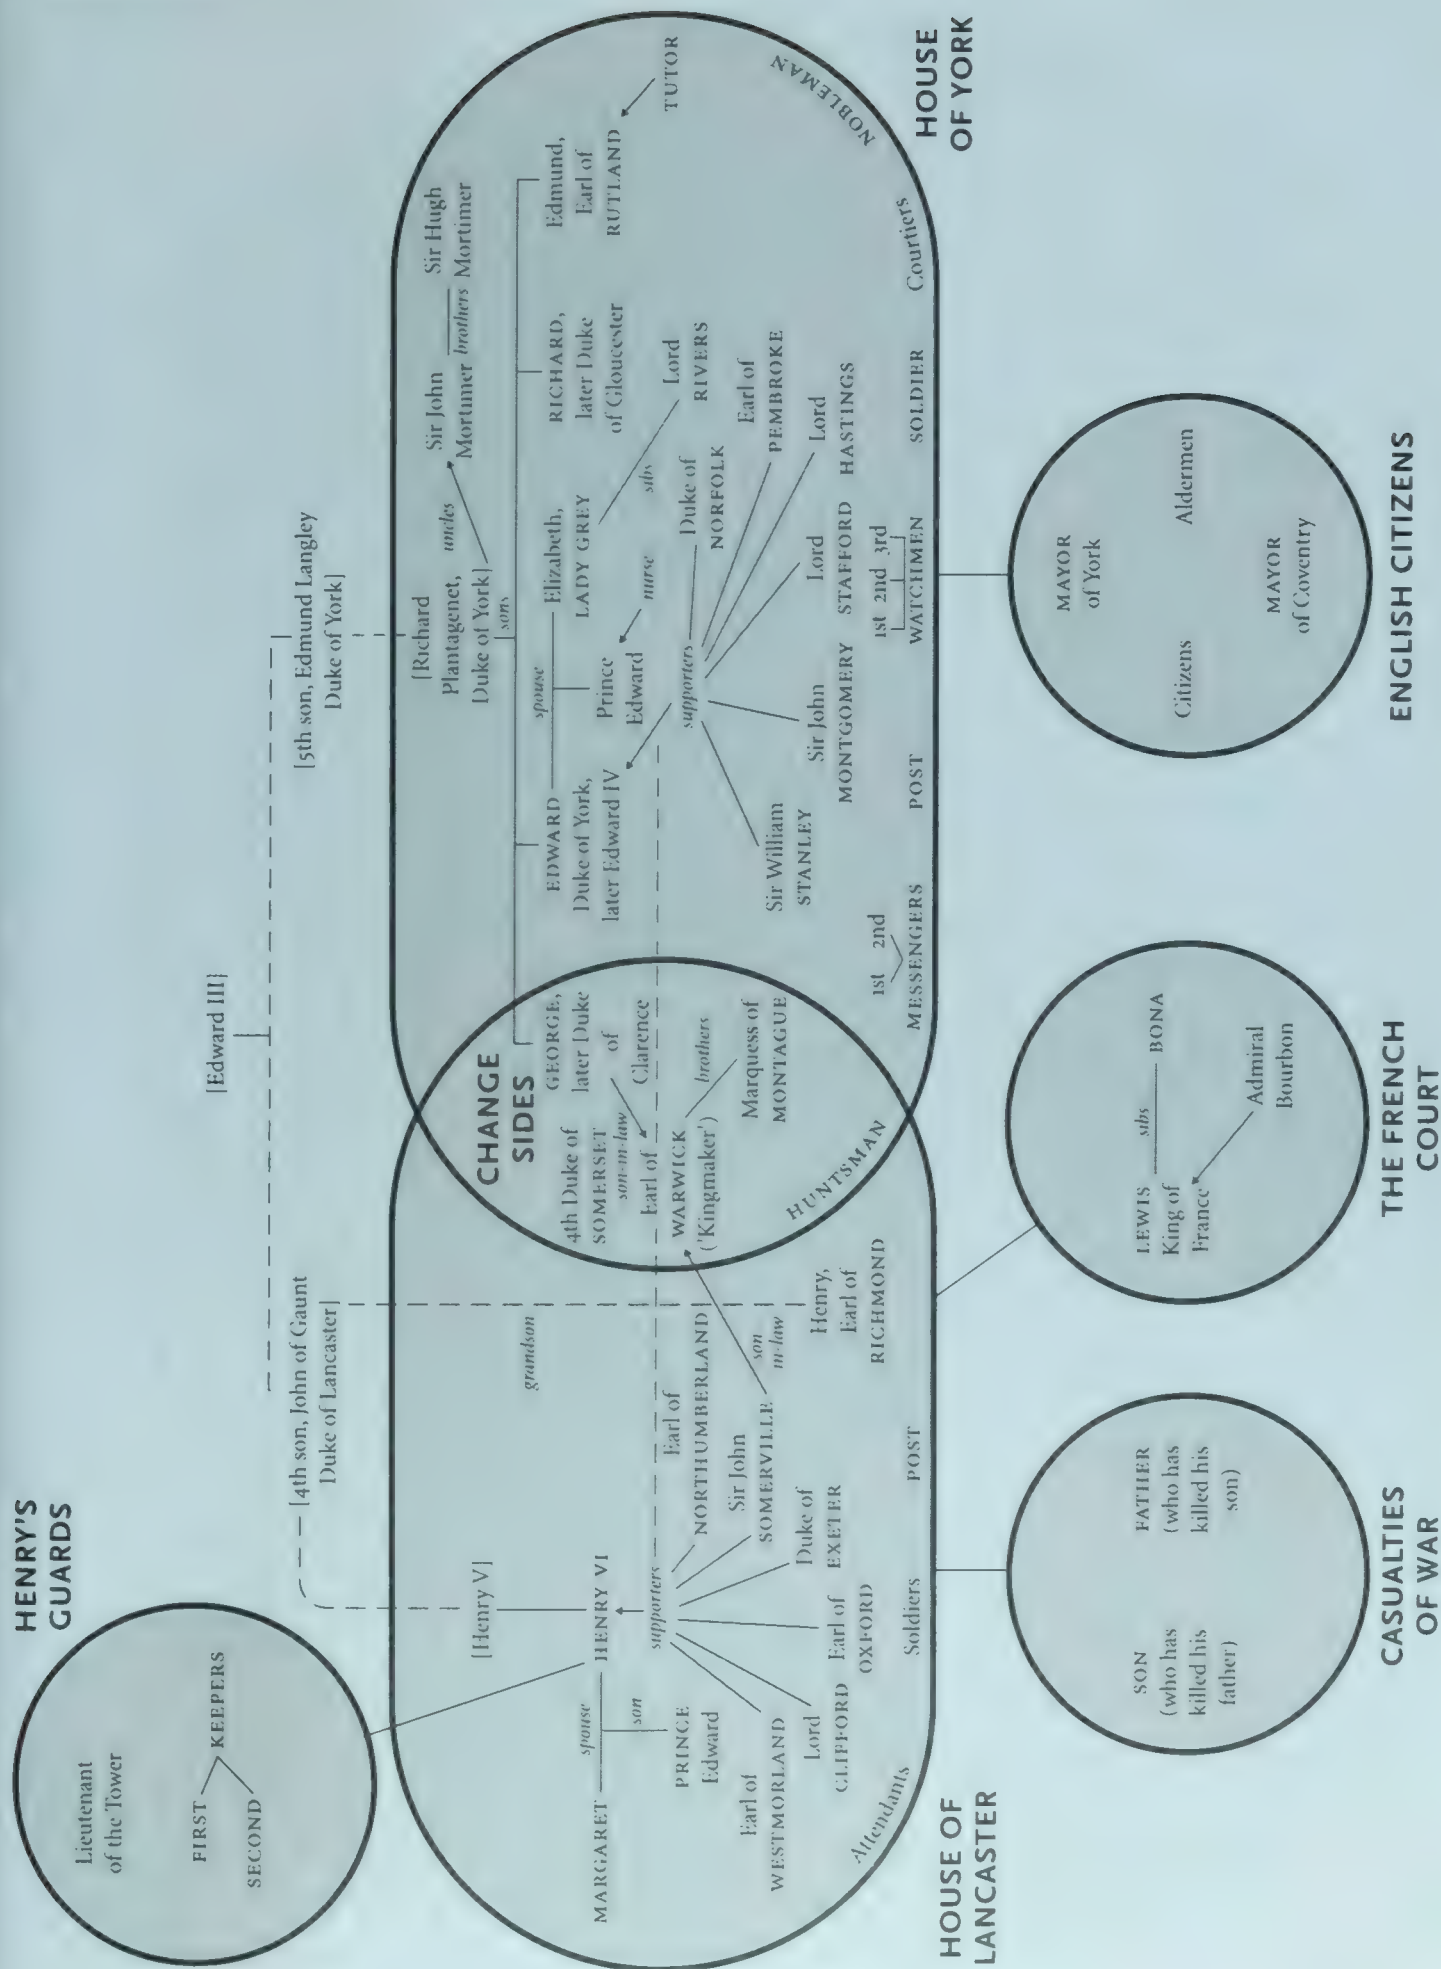 HENRY'S
GUARDS
Lieutenant
of the Tower
FIRST
KEEPERS
SECOND
[Edward III]
[4th son, John of Gaunt
Duke of Lancaster]
[5th son, Edmund Langley
Duke of York]
grandson
[Henry V]
MARGARET
spouse
HENRY VI
son
PRINCE
Edward
supporters
Earl of
WESTMORLAND
Lord
CLIFFORD
Earl of
OXFORD
Duke of
EXETER
Sir John
SOMERVILLE
Earl of
NORTHUMBERLAND
son
in-law
Henry,
Earl of
RICHMOND
Attendants
Soldiers
POST
HOUSE OF
LANCASTER
CHANGE
SIDES
4th Duke of
SOMERSET
son-in-law
GEORGE,
later Duke
of
Clarence
Earl of
WARWICK
('Kingmaker')
brothers
Marquess of
MONTAGUE
HUNTSMAN
[Richard
Plantagenet,
Duke of York]
uncles
Sir John
Mortimer
brothers
Sir Hugh
Mortimer
sons
EDWARD
Duke of York,
later Edward IV
spouse
Elizabeth,
LADY GREY
Prince
Edward
nurse
RICHARD,
later Duke
of Gloucester
Edmund,
Earl of
RUTLAND
TUTOR
sibs
Lord
RIVERS
supporters
Sir William
STANLEY
Sir John
MONTGOMERY
Lord
STAFFORD
Lord
HASTINGS
Earl of
PEMBROKE
Duke of
NORFOLK
1st 2nd
MESSENGERS
POST
1st 2nd 3rd
WATCHMEN
SOLDIER
Courtiers
NOBLEMAN
HOUSE
OF YORK
SON
(who has
killed his
father)
FATHER
(who has
killed his
son)
CASUALTIES
OF WAR
LEWIS
King of
France
sibs
BONA
Admiral
Bourbon
THE FRENCH
COURT
MAYOR
of York
Citizens
Aldermen
MAYOR
of Coventry
ENGLISH CITIZENS